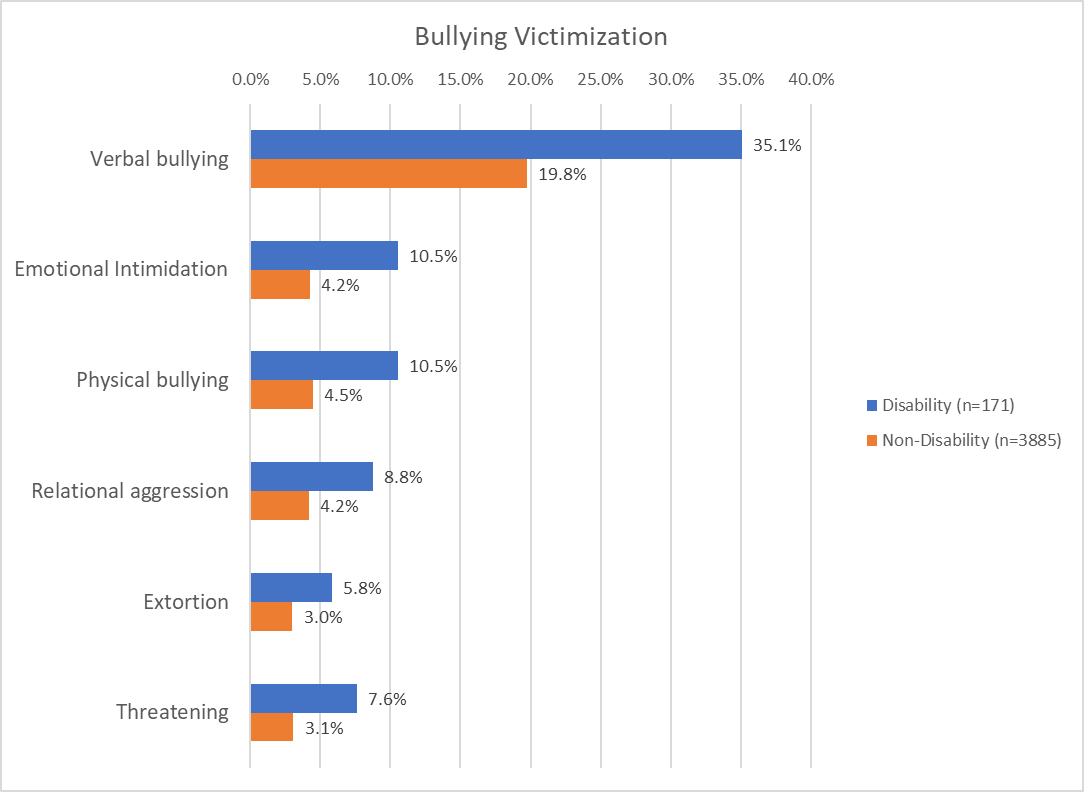 Bullying Victimization
0.0% 5.0% 10.0% 15.0% 20.0% 25.0% 30.0% 35.0% 40.0%
Verbal bullying
35.1%
19.8%
Emotional Intimidation
10.5%
4.2%
Physical bullying
10.5%
4.5%
Relational aggression
8.8%
4.2%
Extortion
5.8%
3.0%
Threatening
7.6%
3.1%
Disability (n=171)
Non-Disability (n=3885)